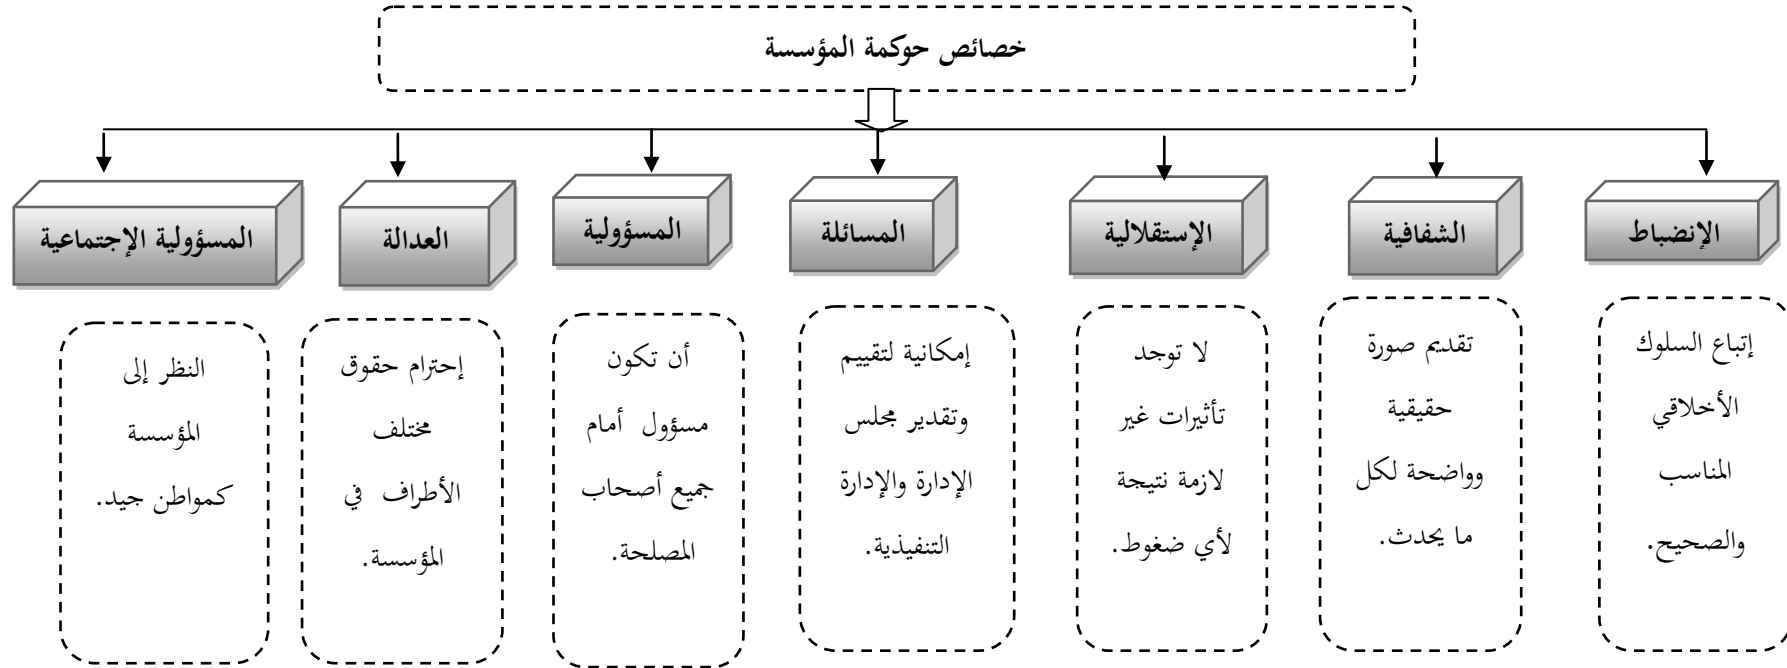 خصائص حوكمة المؤسسة
الإنضباط
الشفافية
الإستقلالية
المسائلة
المسؤولية
العدالة
المسؤولية الإجتماعية
إتباع السلوك
الأخلاقي
المناسب
والصحيح.
تقديم صورة
حقيقية
وواضحة لكل
ما يحدث.
لا توجد
تأثيرات غير
لازمة نتيجة
لأي ضغوط.
إمكانية لتقييم
وتقدير مجلس
الإدارة والإدارة
التنفيذية.
أن تكون
مسؤول أمام
جميع أصحاب
المصلحة.
إحترام حقوق
مختلف
الأطراف في
المؤسسة.
النظر إلى
المؤسسة
كمواطن جيد.